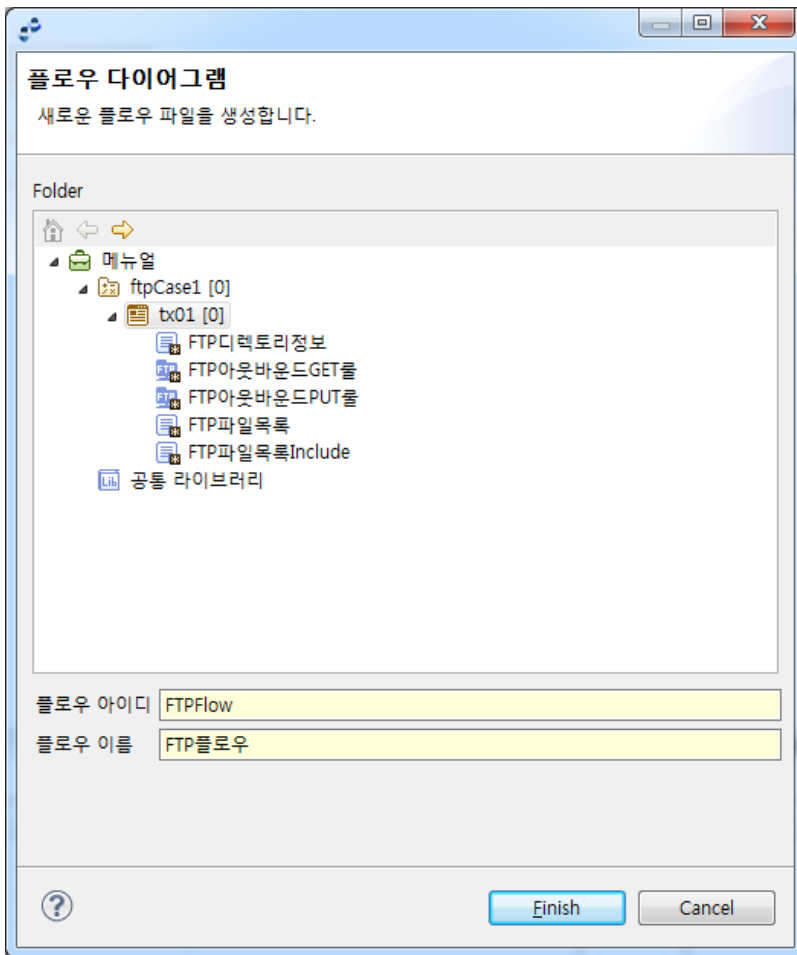 플로우 다이어그램
새로운 플로우 파일을 생성합니다.
Folder
메뉴얼
ftpCase1 [0]
tx01 [0]
FTP디렉토리정보
FTP아웃바운드GET룰
FTP아웃바운드PUT룰
FTP파일목록
FTP파일목록Include
Lib 공통 라이브러리
플로우 아이디 FTPFlow
플로우 이름 FTP플로우
Finish Cancel